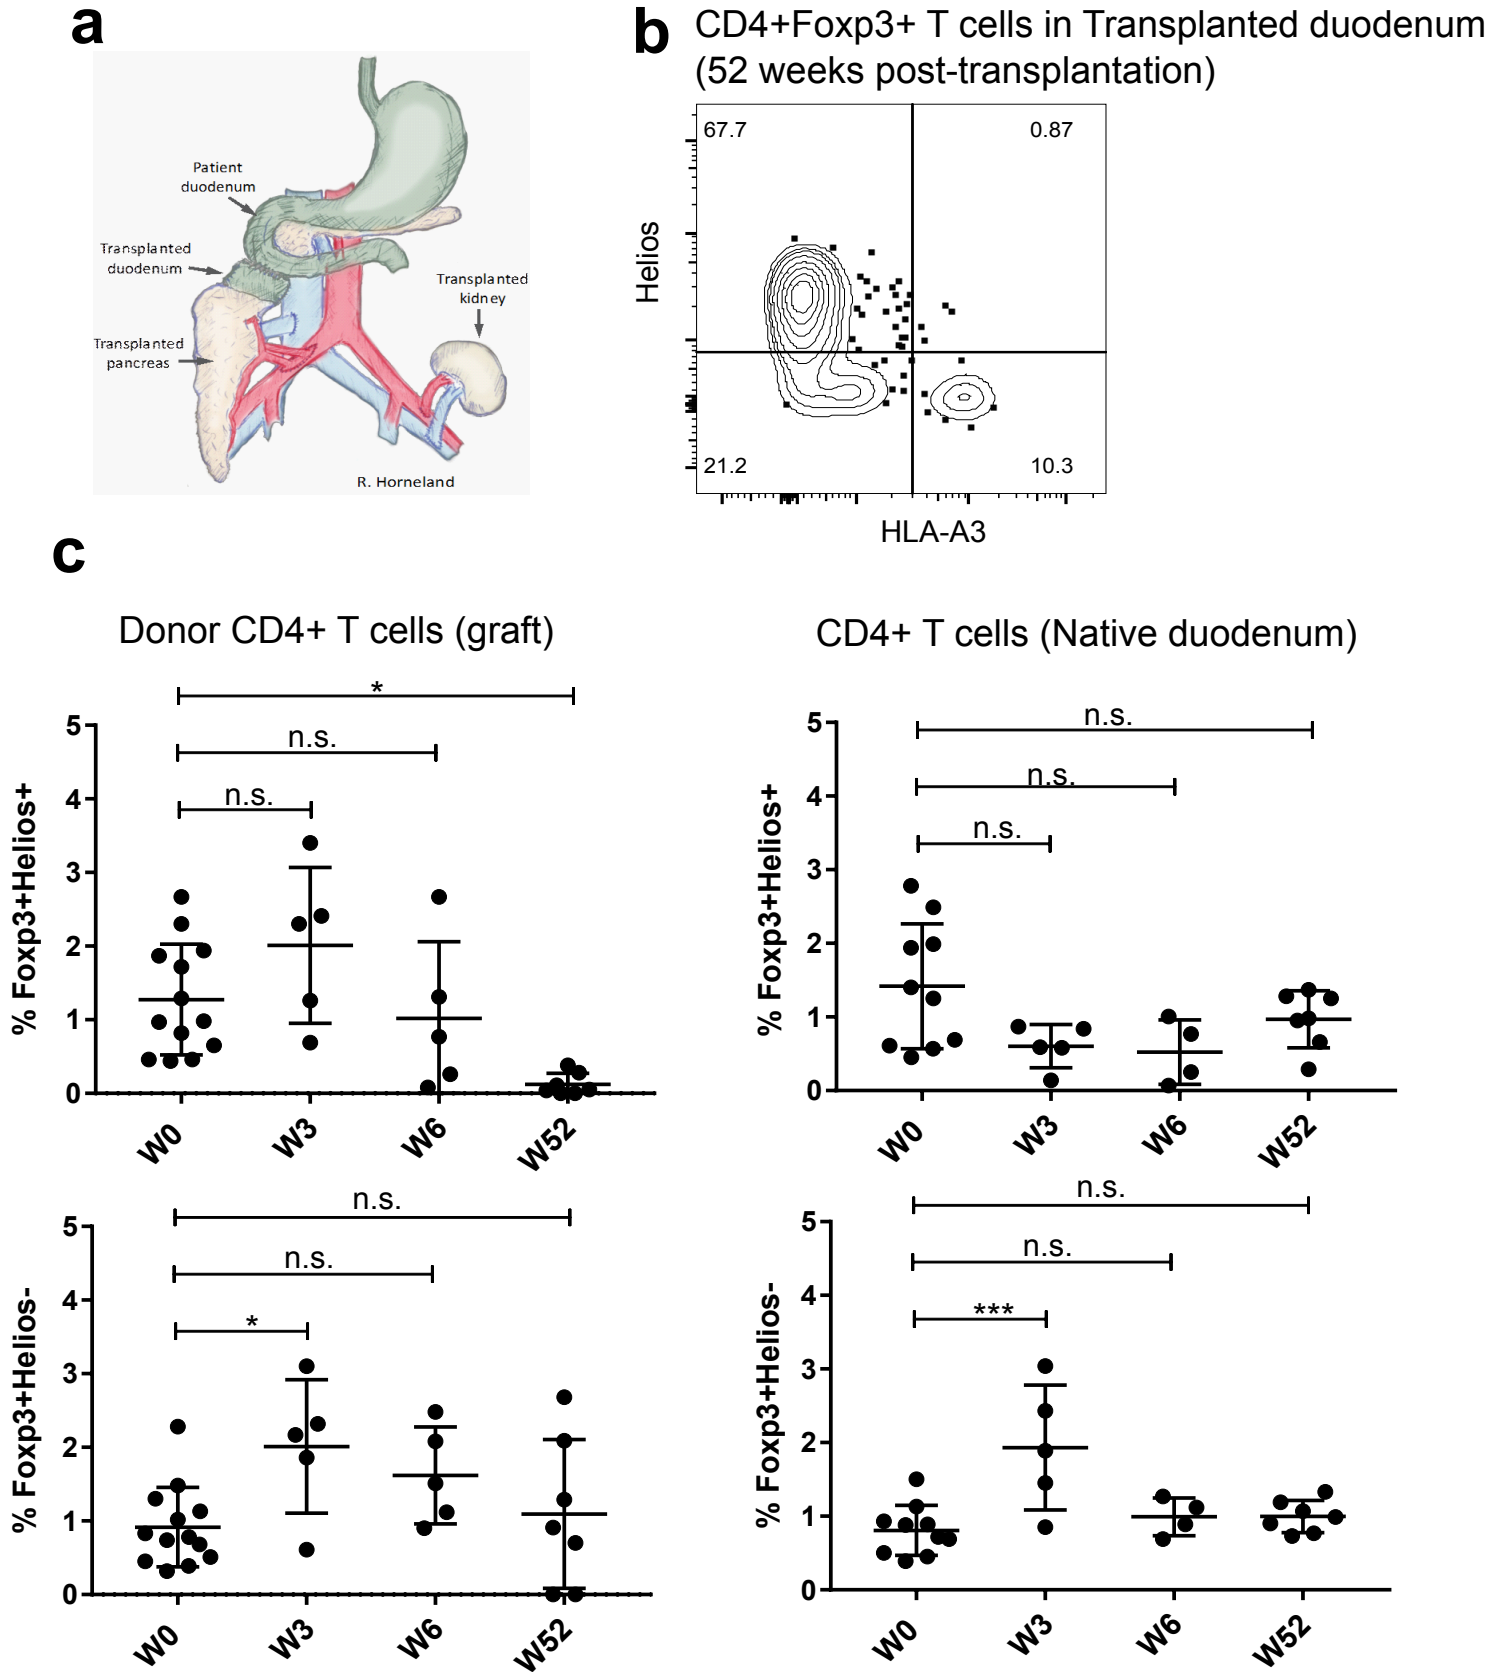 a
Patient
duodenum
Transplanted
duodenum
Transplanted
pancreas
Transplanted
kidney
R. Horneland
b
CD4+Foxp3+ T cells in Transplanted duodenum
(52 weeks post-transplantation)
67.7
0.87
Helios
21.2
10.3
HLA-A3
c
Donor CD4+ T cells (graft)
*
n.s.
n.s.
% Foxp3+Helios+
5
4
3
2
1
0
W0
W3
W6
W52
CD4+ T cells (Native duodenum)
n.s.
n.s.
n.s.
% Foxp3+Helios+
5
4
3
2
1
0
W0
W3
W6
W52
n.s.
n.s.
*
% Foxp3+Helios-
5
4
3
2
1
0
W0
W3
W6
W52
n.s.
n.s.
***
% Foxp3+Helios-
5
4
3
2
1
0
W0
W3
W6
W52